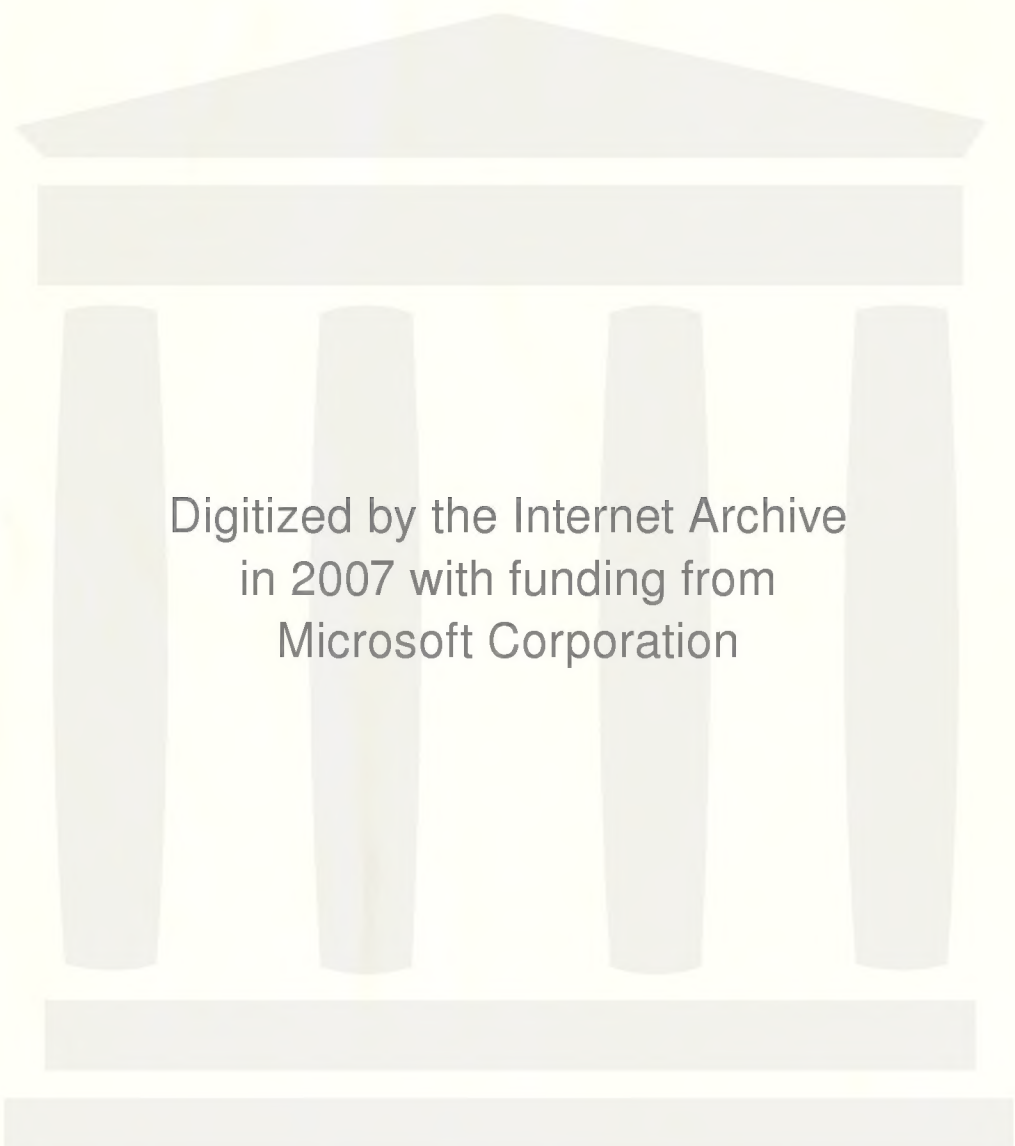 Digitized by the Internet Archive
in 2007 with funding from
Microsoft Corporation